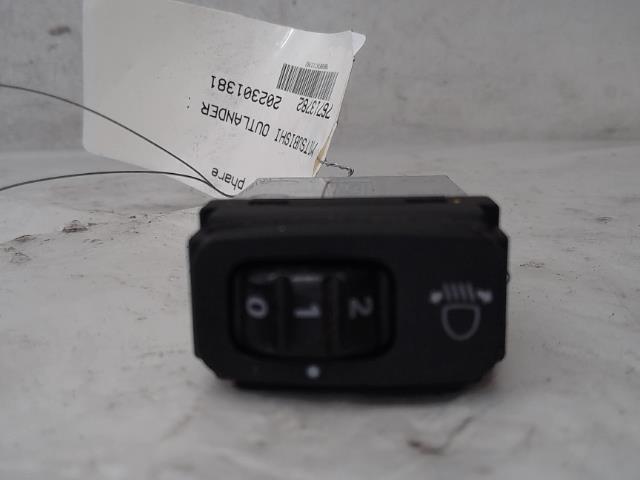 76713782
202301381
MITSUBISHI OUTLANDER
phare
0 1 2